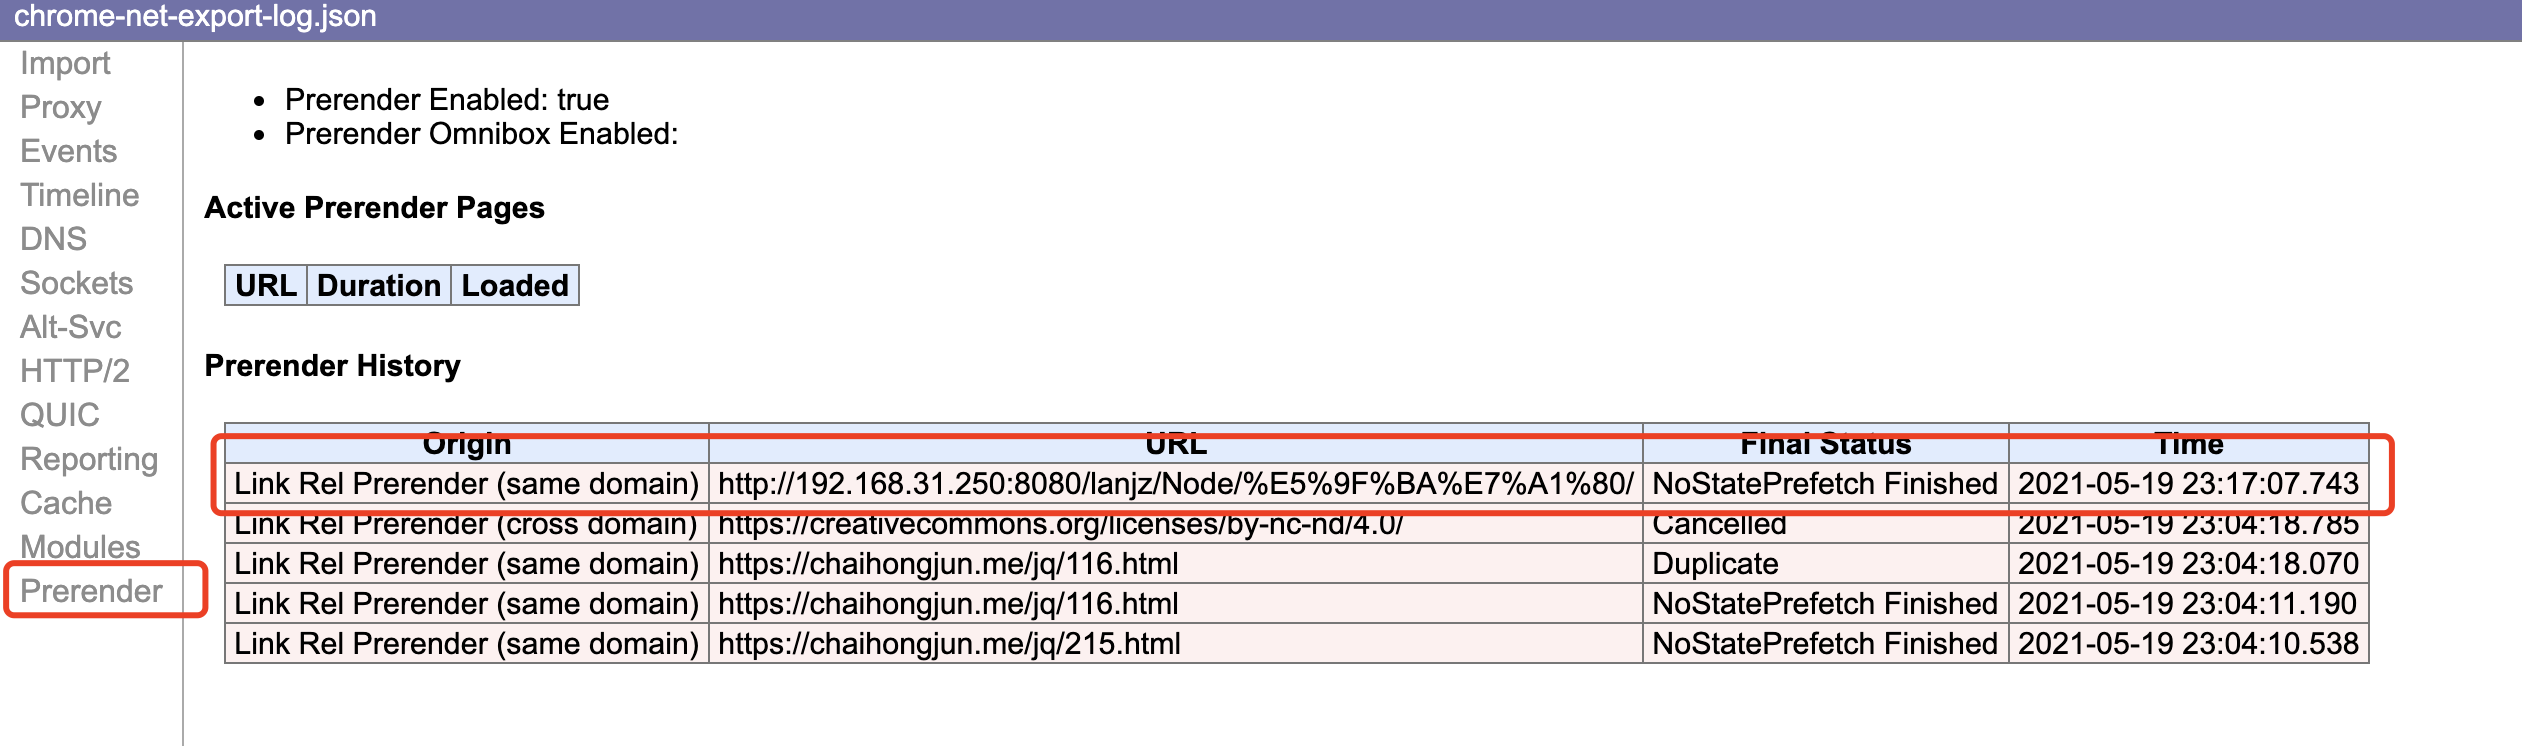 chrome-net-export-log.json
Import
Proxy
Events
Timeline
DNS
Sockets
Alt-Svc
HTTP/2
QUIC
Reporting
Cache
Modules
Prerender
Prerender Enabled: true
Prerender Omnibox Enabled:
Active Prerender Pages
URL Duration Loaded
Prerender History
Origin URL Final Status Time
Link Rel Prerender (same domain) http://192.168.31.250:8080/lanjz/Node/%E5%9F%BA%E7%A1%80/ NoStatePrefetch Finished 2021-05-19 23:17:07.743
Link Rel Prerender (cross domain) https://creativecommons.org/licenses/by-nc-nd/4.0/ Cancelled 2021-05-19 23:04:18.785
Link Rel Prerender (same domain) https://chaihongjun.me/jq/116.html Duplicate 2021-05-19 23:04:18.070
Link Rel Prerender (same domain) https://chaihongjun.me/jq/116.html NoStatePrefetch Finished 2021-05-19 23:04:11.190
Link Rel Prerender (same domain) https://chaihongjun.me/jq/215.html NoStatePrefetch Finished 2021-05-19 23:04:10.538